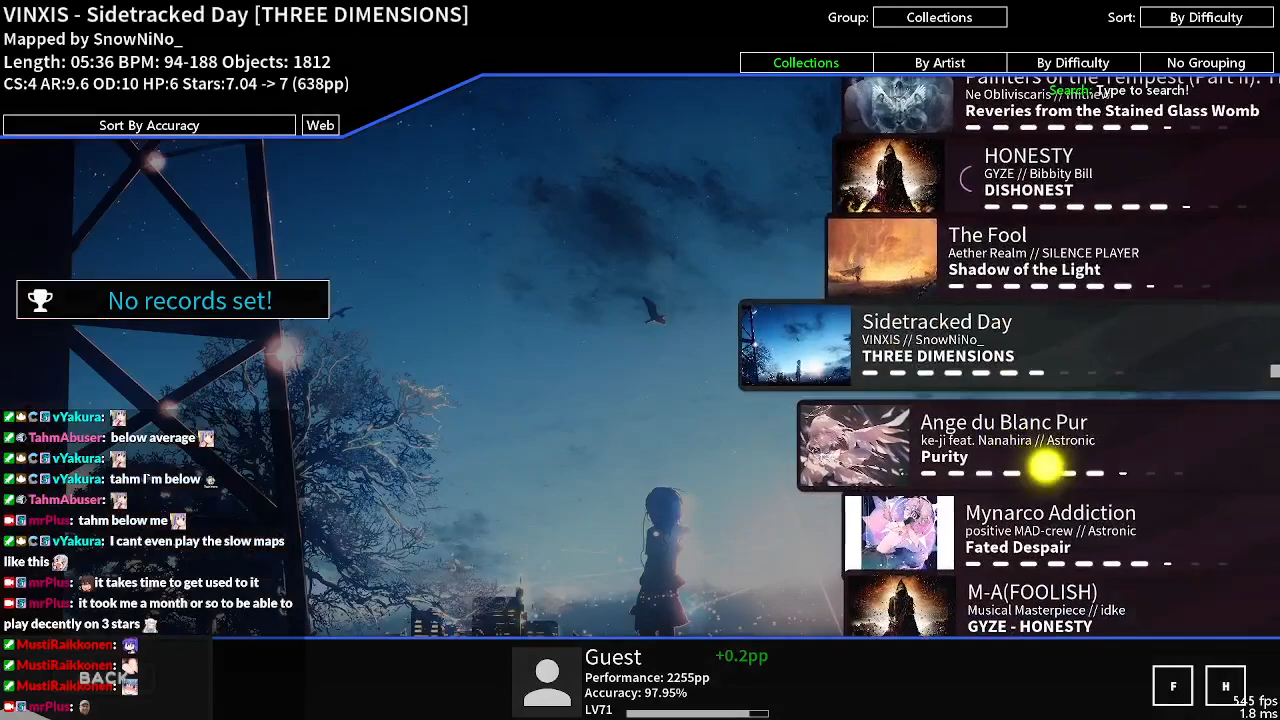 VINXIS - Sidetracked Day [THREE DIMENSIONS]
Mapped by SnowNiNo_
Length: 05:36 BPM: 94-188 Objects: 1812
CS:4 AR:9.6 OD:10 HP:6 Stars:7.04 -> 7 (638pp)
Sort By Accuracy
Web
Group:
Collections
Sort:
By Difficulty
Collections
By Artist
By Difficulty
No Grouping
Search: Type to search!
Painters of the Tempest (Part II):
Ne Obliviscaris //
Reveries from the Stained Glass Womb
HONESTY
GYZE // Bibbity Bill
DISHONEST
The Fool
Aether Realm // SILENCE PLAYER
Shadow of the Light
No records set!
Sidetracked Day
VINXIS // SnowNiNo_
THREE DIMENSIONS
Ange du Blanc Pur
ke-ji feat. Nanahira // Astronic
Purity
Mynarco Addiction
positive MAD-crew // Astronic
Fated Despair
M-A(FOOLISH)
Musical Masterpiece // idke
GYZE - HONESTY
vYakura:
TahmAbuser: below average
vYakura:
vYakura: tahm I`m below
TahmAbuser:
mrPlus: tahm below me
vYakura: I cant even play the slow maps
like this
mrPlus: it takes time to get used to it
mrPlus: it took me a month or so to be able to
play decently on 3 stars
MustiRaikkonen:
MustiRaikkonen:
MustiRaikkonen:
mrPlus:
BACK
Guest
+0.2pp
Performance: 2255pp
Accuracy: 97.95%
LV71
F
H
545 fps
1.8 ms